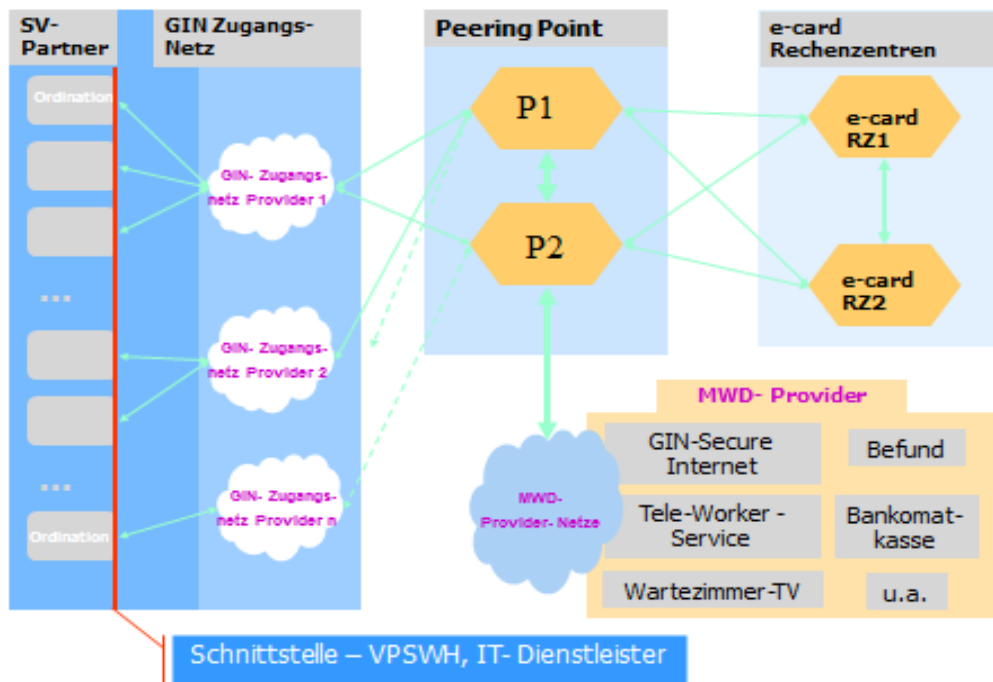 SV-
Partner
GIN Zugangs-
Netz
Peering Point
e-card
Rechenzentren
Ordination
...
...
Ordination
GIN- Zugangs-
netz Provider 1
GIN- Zugangs-
netz Provider 2
GIN- Zugangs-
netz Provider n
P1
P2
e-card
RZ1
e-card
RZ2
MWD-
Provider- Netze
MWD- Provider
GIN-Secure
Internet
Befund
Tele-Worker -
Service
Bankomat-
kasse
Wartezimmer-TV
u.a.
Schnittstelle – VPSWH, IT- Dienstleister